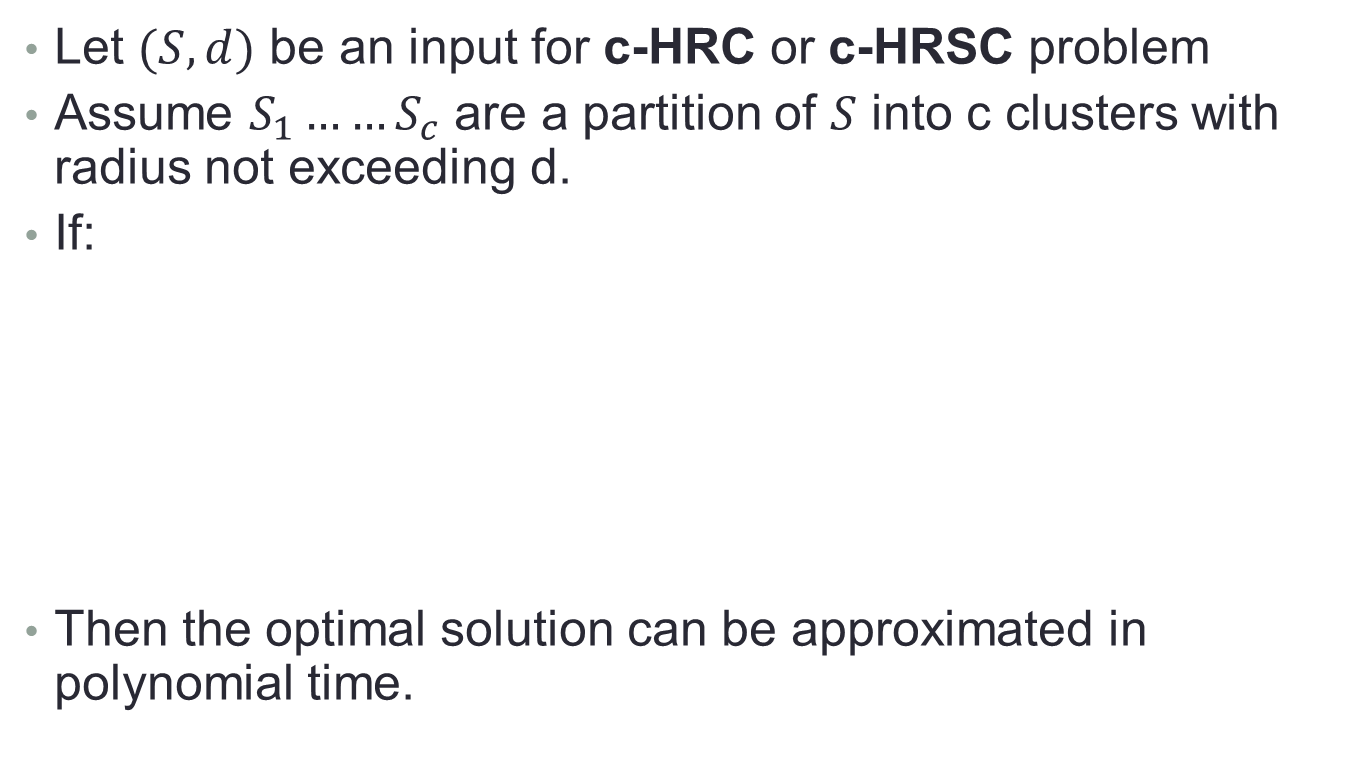 • Let (𝑆, 𝑑) be an input for c-HRC or c-HRSC problem
• Assume 𝑆₁ … … 𝑆𝑐 are a partition of 𝑆 into c clusters with
radius not exceeding d.
• If:
• Then the optimal solution can be approximated in
polynomial time.